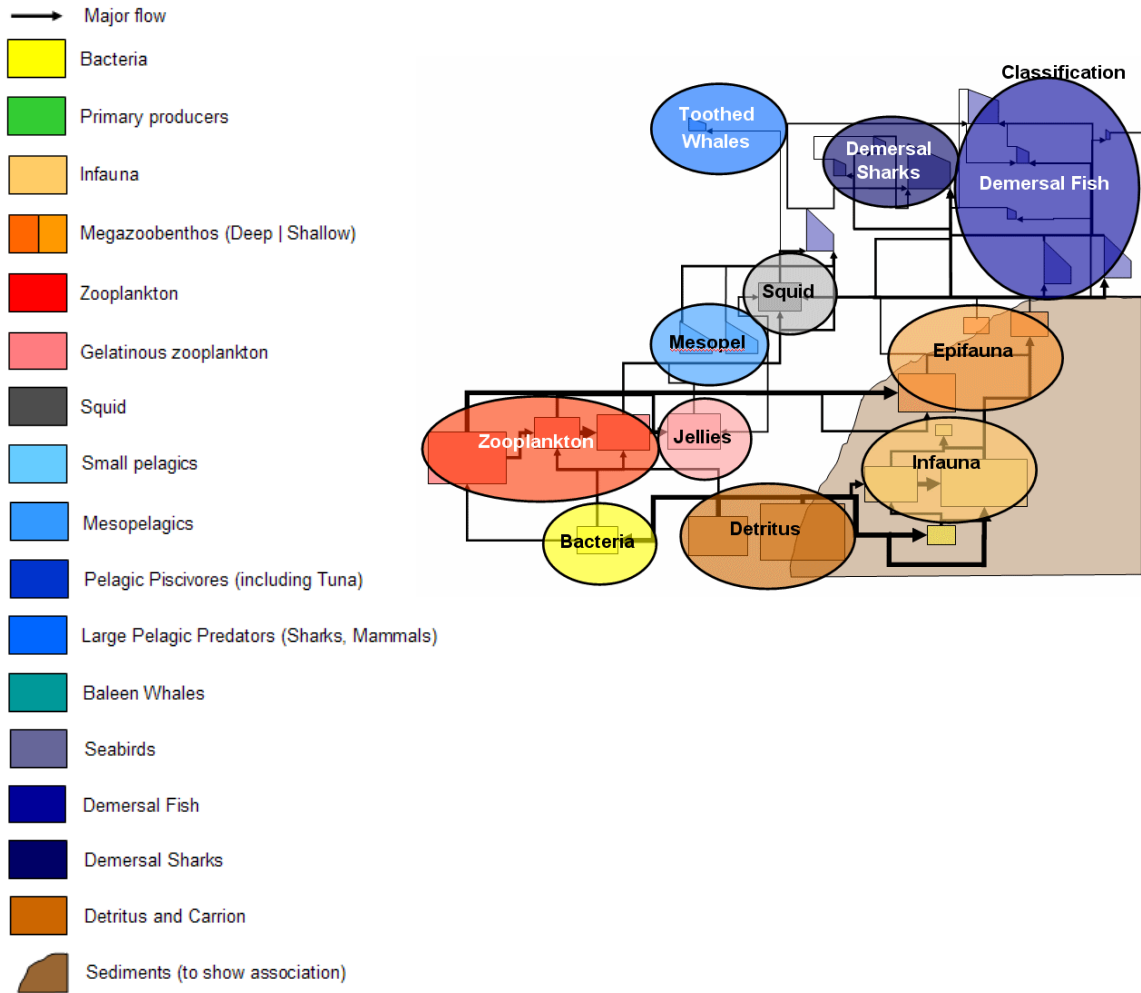 Major flow
Bacteria
Primary producers
Infauna
Megazoobenthos (Deep | Shallow)
Zooplankton
Gelatinous zooplankton
Squid
Small pelagics
Mesopelagics
Pelagic Piscivores (including Tuna)
Large Pelagic Predators (Sharks, Mammals)
Baleen Whales
Seabirds
Demersal Fish
Demersal Sharks
Detritus and Carrion
Sediments (to show association)
Classification
Toothed
Whales
Demersal
Sharks
Demersal Fish
Squid
Mesopel
Epifauna
Zooplankton
Jellies
Infauna
Bacteria
Detritus